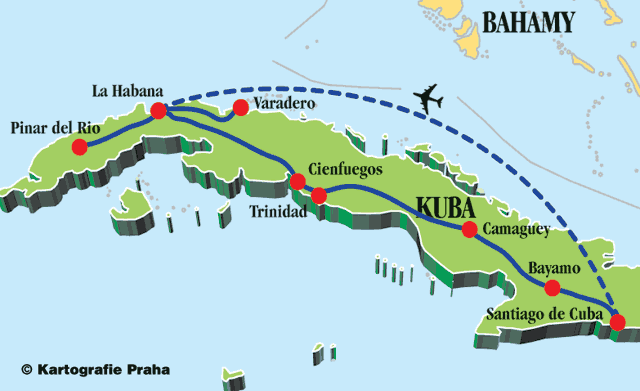 BAHAMY
La Habana
Varadero
Pinar del Rio
Cienfuegos
Trinidad
KUBA
Camaguey
Bayamo
Santiago de Cuba
© Kartografie Praha